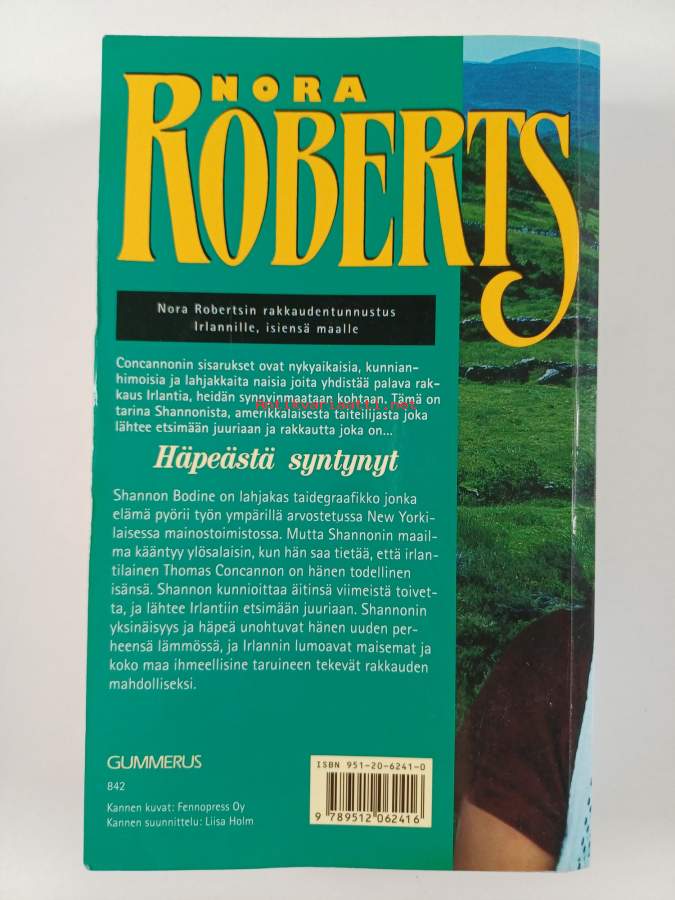 NORA
ROBERTS
Nora Robertsin rakkaudentunnustus
Irlannille, isiensä maalle
Concannonin sisarukset ovat nykyaikaisia, kunnian-
himoisia ja lahjakkaita naisia joita yhdistää palava rak-
kaus Irlantia, heidän synnyinmaataan kohtaan. Tämä on
antikvariaatti.net
tarina Shannonista, amerikkalaisesta taiteilijasta joka
lähtee etsimään juuriaan ja rakkautta joka on...
Häpeästä syntynyt
Shannon Bodine on lahjakas taidegraafikko jonka
elämä pyörii työn ympärillä arvostetussa New Yorki-
laisessa mainostoimistossa. Mutta Shannonin maail-
ma kääntyy ylösalaisin, kun hän saa tietää, että irlan-
tilainen Thomas Concannon on hänen todellinen
isänsä. Shannon kunnioittaa äitinsä viimeistä toivet-
ta, ja lähtee Irlantiin etsimään juuriaan. Shannonin
yksinäisyys ja häpeä unohtuvat hänen uuden per-
heensä lämmössä, ja Irlannin lumoavat maisemat ja
koko maa ihmeellisine taruineen tekevät rakkauden
mahdolliseksi.
GUMMERUS
842
Kannen kuvat: Fennopress Oy
Kannen suunnittelu: Liisa Holm
ISBN 951-20-6241-0
9 789512 062416